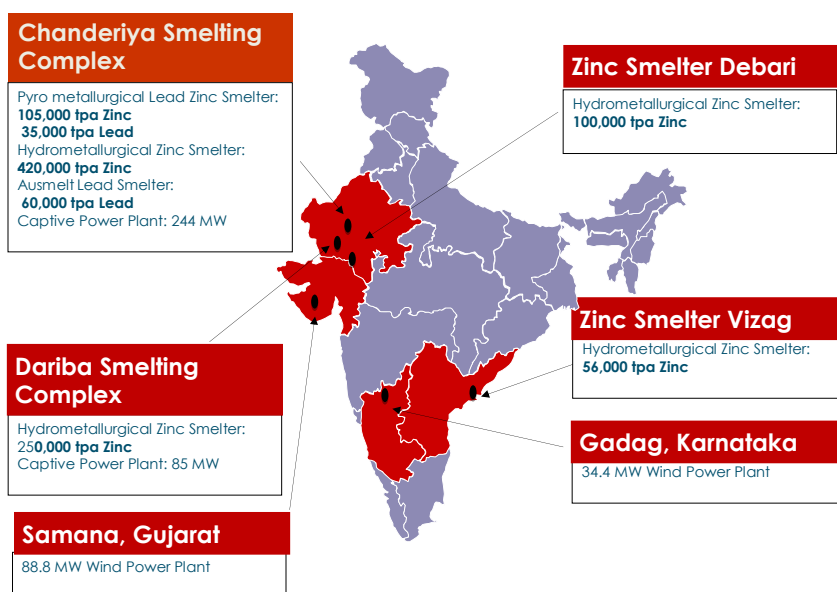 Chanderiya Smelting
Complex
Pyro metallurgical Lead Zinc Smelter:
105,000 tpa Zinc
35,000 tpa Lead
Hydrometallurgical Zinc Smelter:
420,000 tpa Zinc
Ausmelt Lead Smelter:
60,000 tpa Lead
Captive Power Plant: 244 MW
Zinc Smelter Debari
Hydrometallurgical Zinc Smelter:
100,000 tpa Zinc
Dariba Smelting
Complex
Hydrometallurgical Zinc Smelter:
250,000 tpa Zinc
Captive Power Plant: 85 MW
Zinc Smelter Vizag
Hydrometallurgical Zinc Smelter:
56,000 tpa Zinc
Gadag, Karnataka
34.4 MW Wind Power Plant
Samana, Gujarat
88.8 MW Wind Power Plant